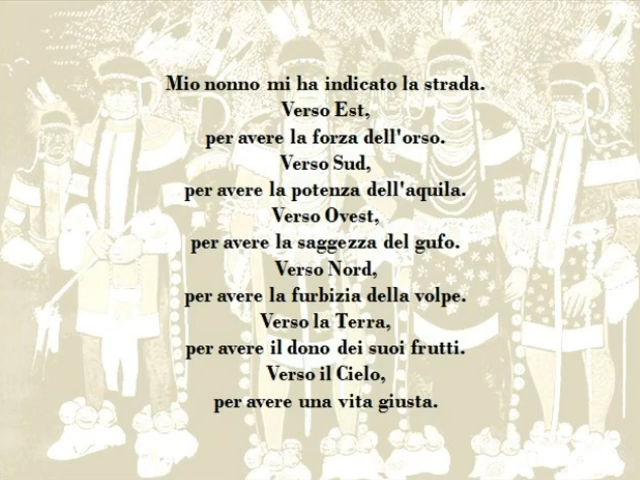 Mio nonno mi ha indicato la strada.
Verso Est,
per avere la forza dell'orso.
Verso Sud,
per avere la potenza dell'aquila.
Verso Ovest,
per avere la saggezza del gufo.
Verso Nord,
per avere la furbizia della volpe.
Verso la Terra,
per avere il dono dei suoi frutti.
Verso il Cielo,
per avere una vita giusta.